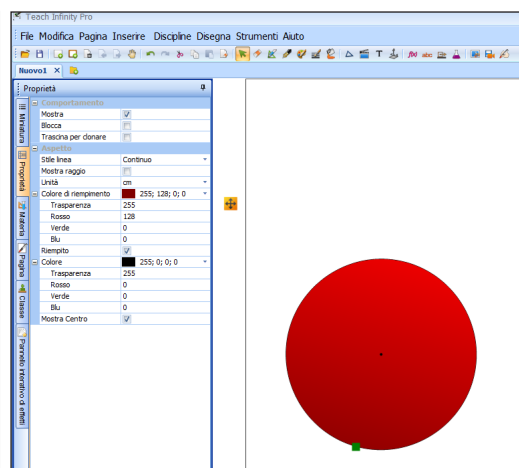 Teach Infinity Pro
File Modifica Pagina Inserire Discipline Disegna Strumenti Aiuto
T f(x) abc
Nuovo1 X
Proprietà
Comportamento
Mostra
Blocca
Trascina per clonare
Aspetto
Stile linea Continuo
Mostra raggio
Unità cm
Colore di riempimento 255; 128; 0; 0
Trasparenza 255
Rosso 128
Verde 0
Blu 0
Riempito
Colore 255; 0; 0; 0
Trasparenza 255
Rosso 0
Verde 0
Blu 0
Mostra Centro
Miniatura
Proprietà
Materia
Pagina
Classe
Pannello interativo di effetti